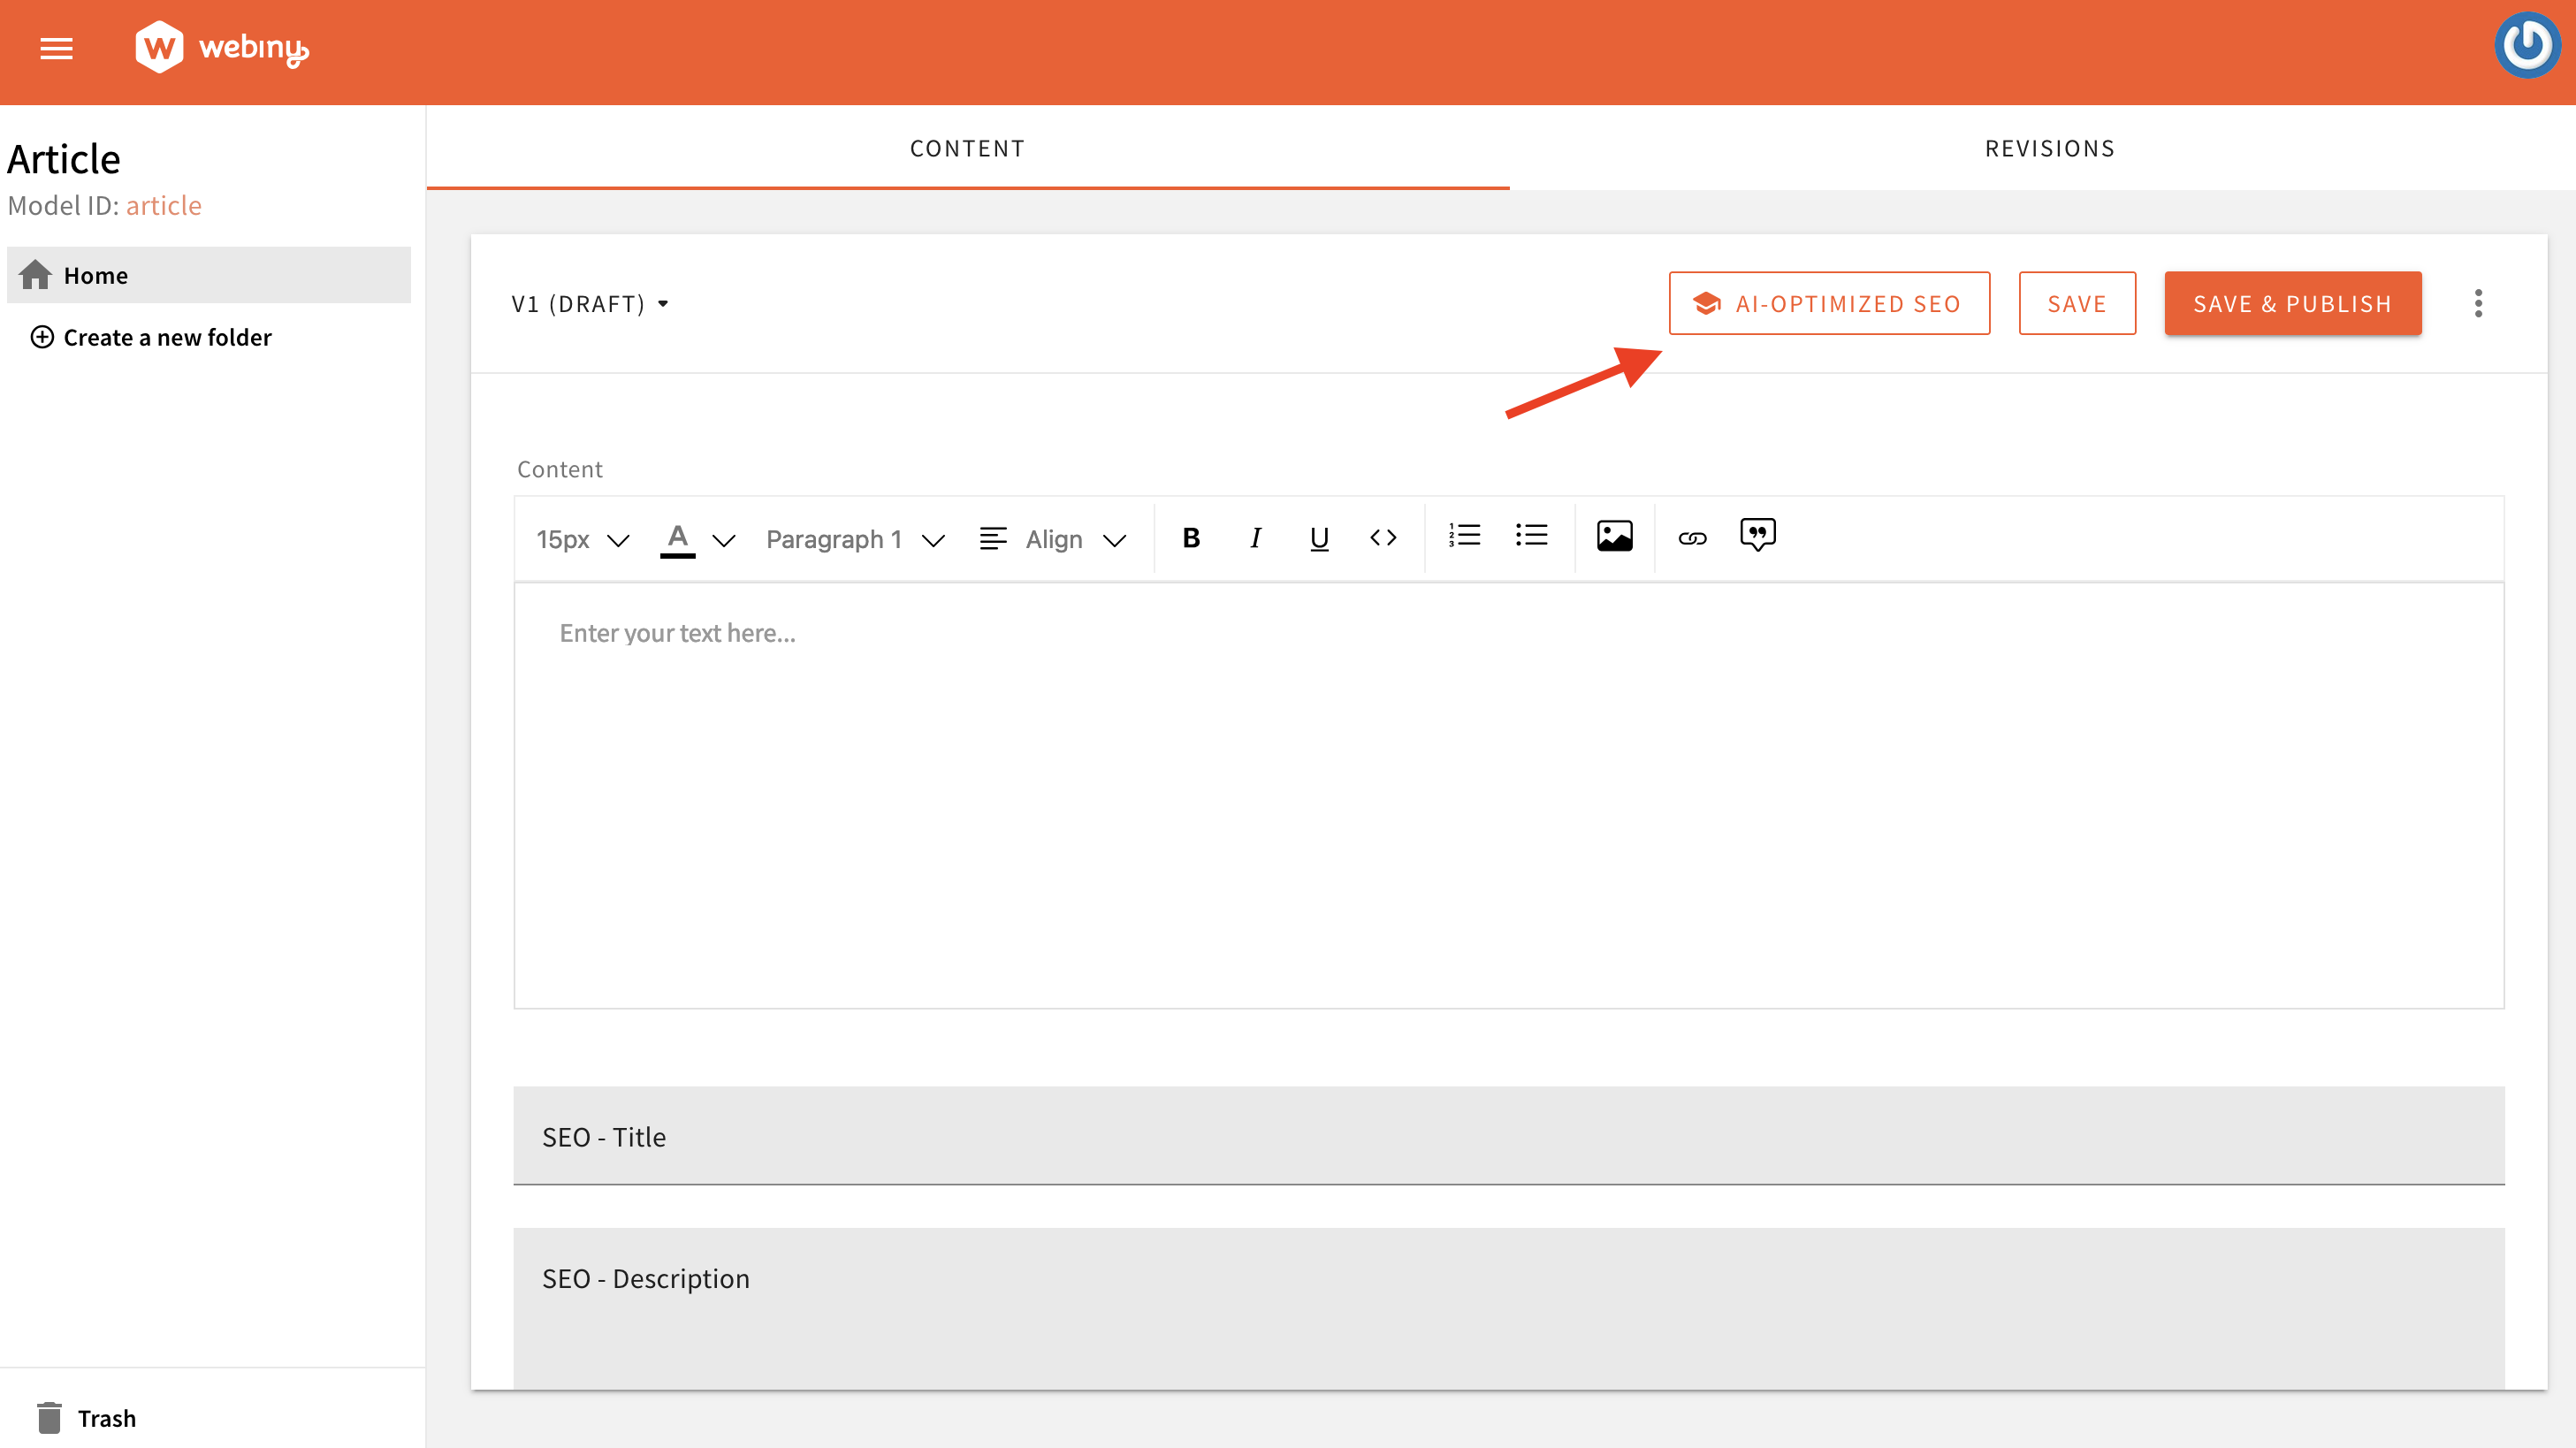 webiny
Article
Model ID: article
Home
Create a new folder
Trash
CONTENT
REVISIONS
V1 (DRAFT)
AI-OPTIMIZED SEO
SAVE
SAVE & PUBLISH
Content
15px
A
Paragraph 1
Align
B
I
U
Enter your text here...
SEO - Title
SEO - Description